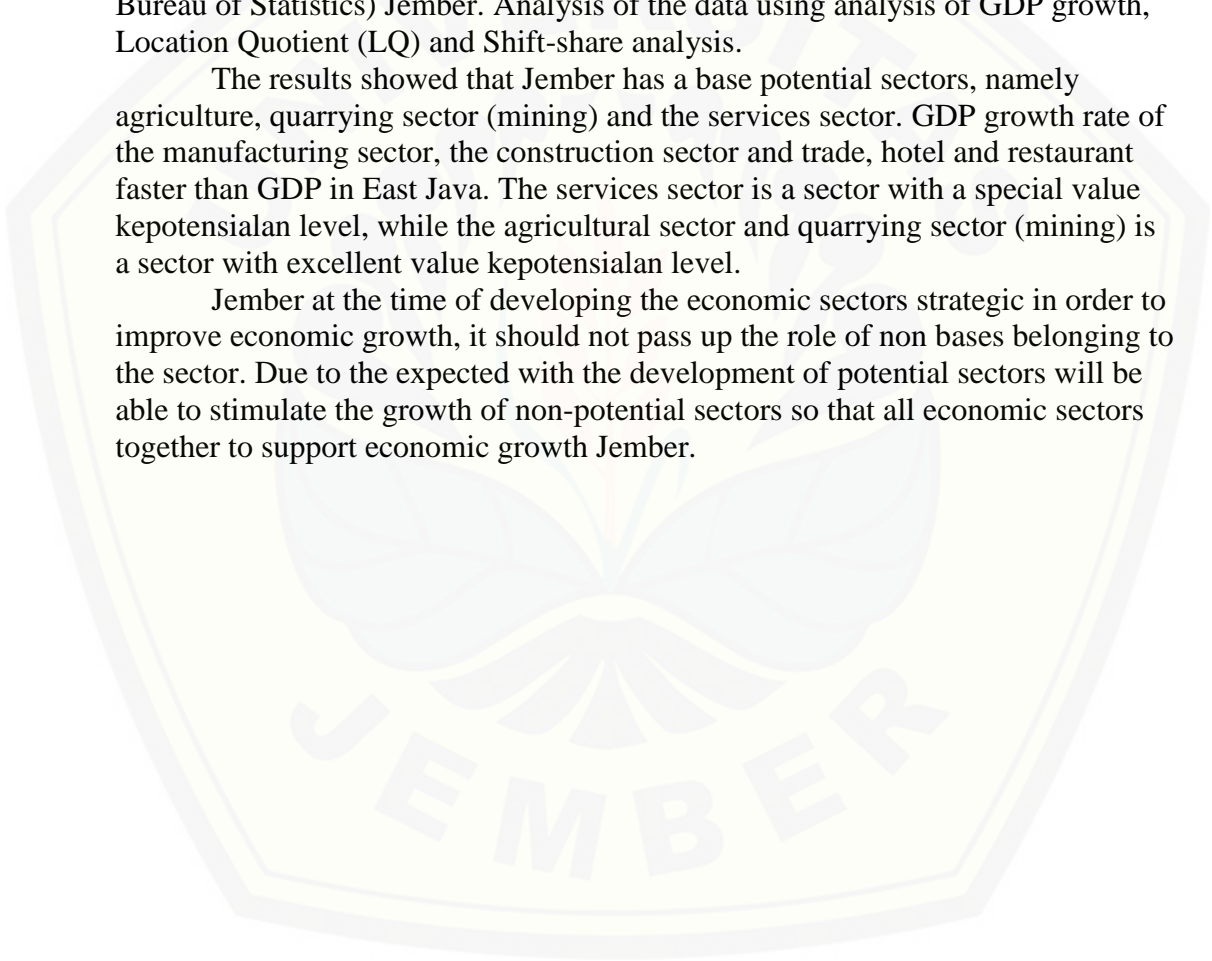 Bureau of Statistics) Jember. Analysis of the data using analysis of GDP growth,
Location Quotient (LQ) and Shift-share analysis.
The results showed that Jember has a base potential sectors, namely
agriculture, quarrying sector (mining) and the services sector. GDP growth rate of
the manufacturing sector, the construction sector and trade, hotel and restaurant
faster than GDP in East Java. The services sector is a sector with a special value
kepotensialan level, while the agricultural sector and quarrying sector (mining) is
a sector with excellent value kepotensialan level.
Jember at the time of developing the economic sectors strategic in order to
improve economic growth, it should not pass up the role of non bases belonging to
the sector. Due to the expected with the development of potential sectors will be
able to stimulate the growth of non-potential sectors so that all economic sectors
together to support economic growth Jember.
JEMBER